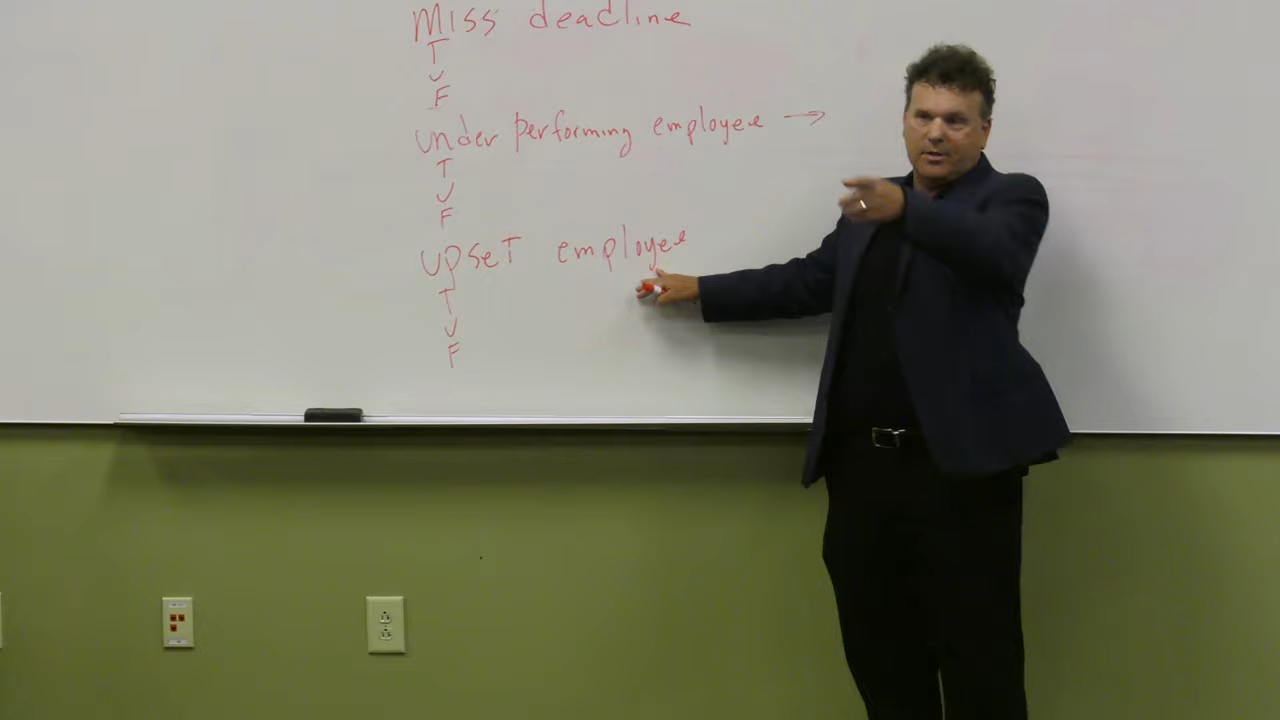 Miss deadline
T
U
F
under performing employee →
T
U
F
upset employee
T
U
F